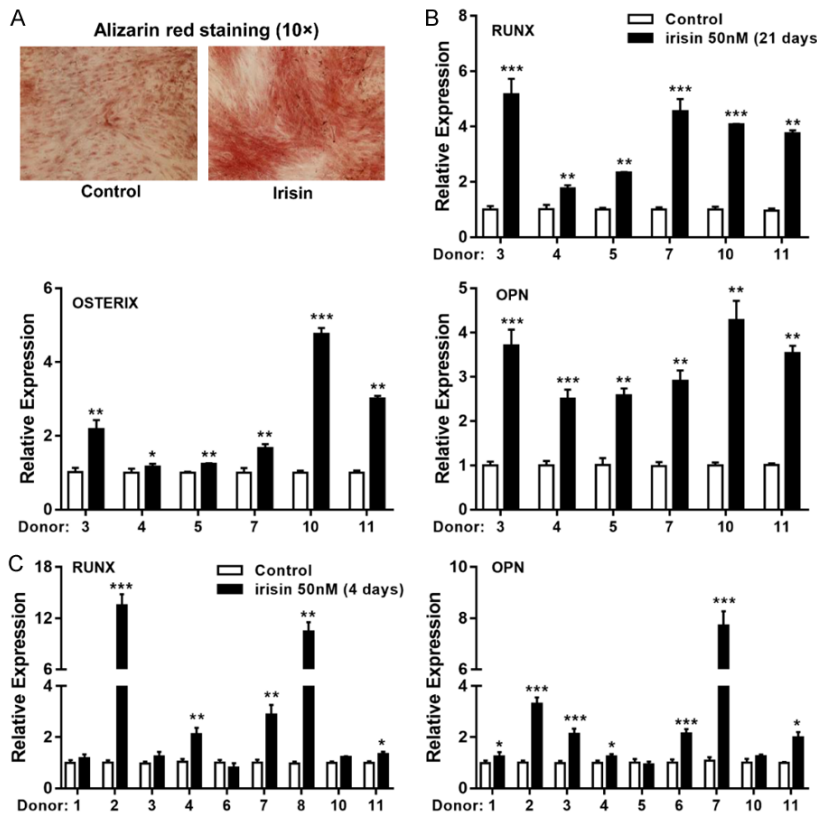 A
Alizarin red staining (10×)
Control
Irisin
B
RUNX
Control
irisin 50nM (21 days
Relative Expression
8
6
4
2
0
***
**
**
***
***
**
Donor: 3 4 5 7 10 11
OSTERIX
Relative Expression
6
4
2
0
**
*
**
**
***
**
Donor: 3 4 5 7 10 11
OPN
Relative Expression
5
4
3
2
1
0
***
***
**
**
**
**
Donor: 3 4 5 7 10 11
C
RUNX
Control
irisin 50nM (4 days)
Relative Expression
18
12
6
4
2
0
***
**
**
**
*
Donor: 1 2 3 4 6 7 8 10 11
OPN
Relative Expression
10
8
6
4
2
0
*
***
***
*
***
***
*
Donor: 1 2 3 4 5 6 7 10 11